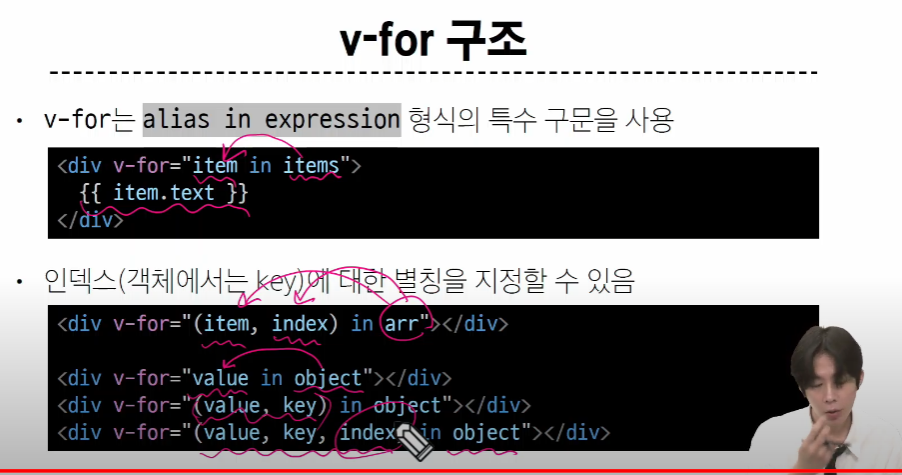 v-for 구조
• v-for는 alias in expression 형식의 특수 구문을 사용
<div v-for="item in items">
{{ item.text }}
</div>
• 인덱스(객체에서는 key)에 대한 별칭을 지정할 수 있음
<div v-for="(item, index) in arr"></div>
<div v-for="value in object"></div>
<div v-for="(value, key) in object"></div>
<div v-for="(value, key, index) in object"></div>